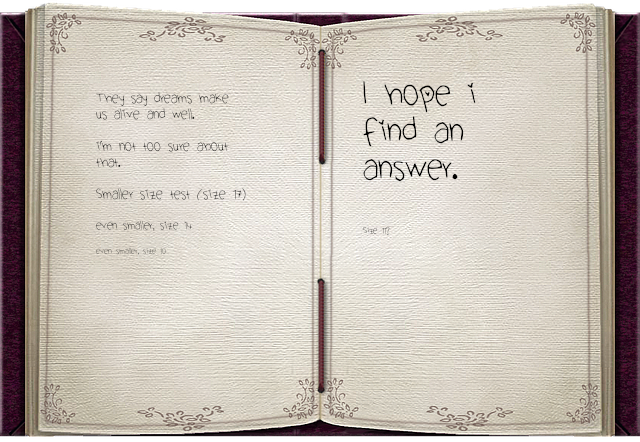 They say dreams make
us alive and well.
I'm not too sure about
that.
Smaller size test (size 17)
even smaller, size 14
even smaller, size 10
I hope i
find an
answer.